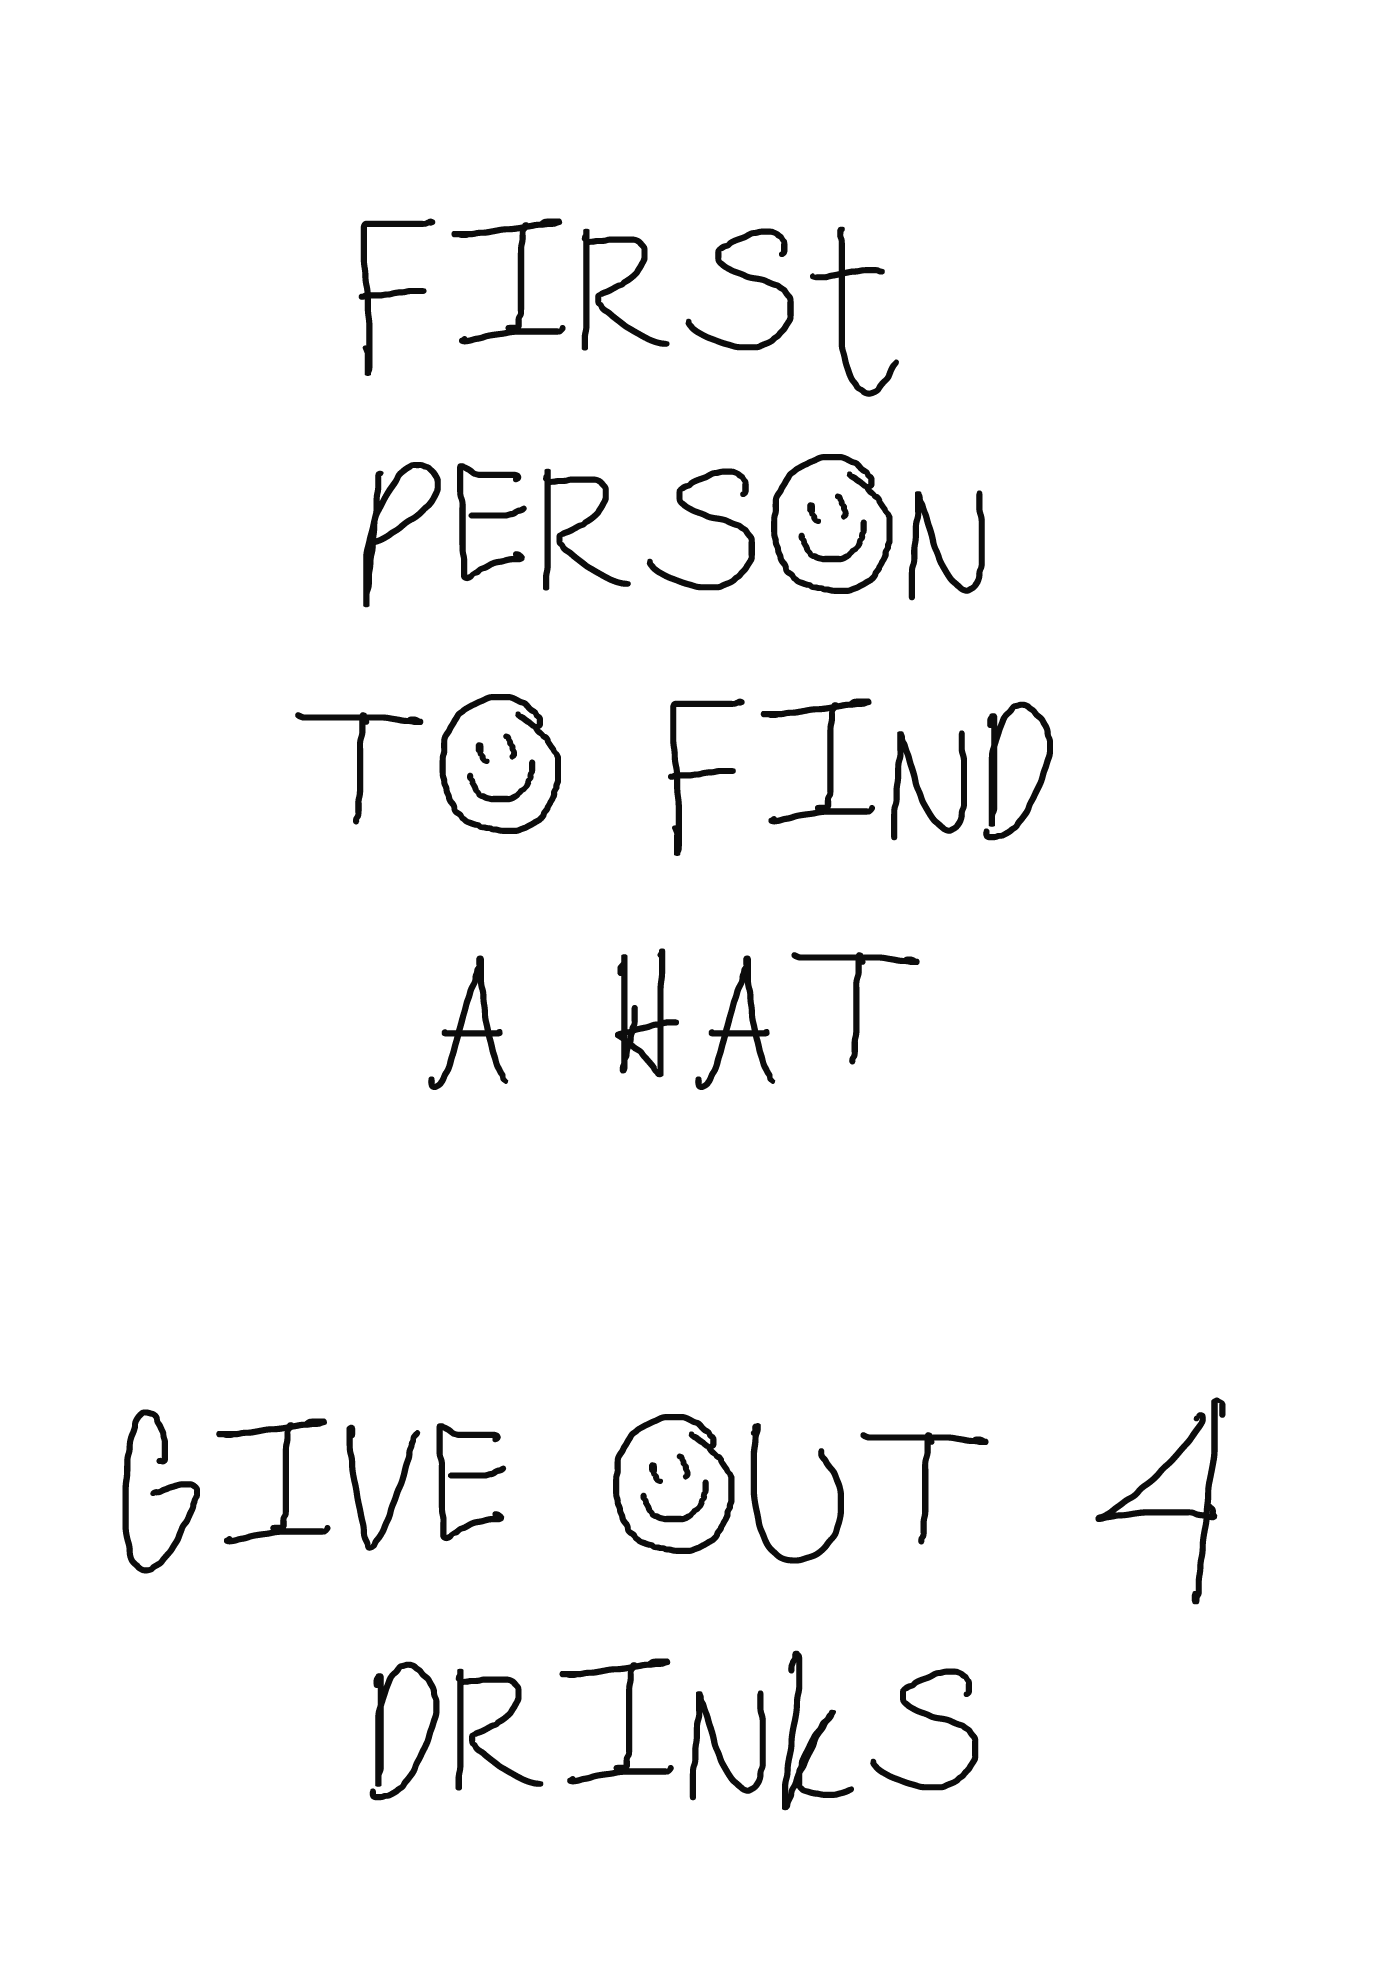 FIRSt
PERSON
TO FIND
A HAT
GIVE OUT 4
DRINKS